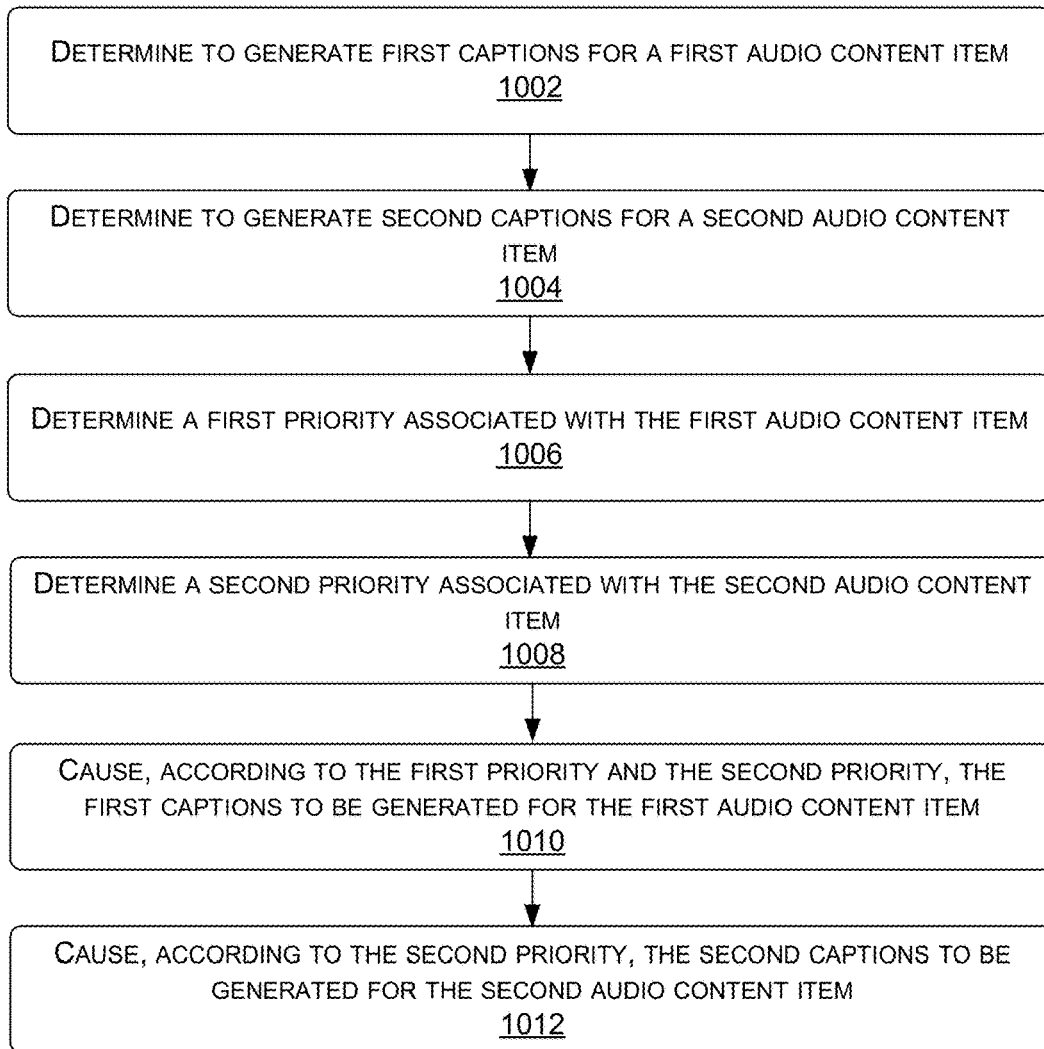 DETERMINE TO GENERATE FIRST CAPTIONS FOR A FIRST AUDIO CONTENT ITEM
1002
DETERMINE TO GENERATE SECOND CAPTIONS FOR A SECOND AUDIO CONTENT
ITEM
1004
DETERMINE A FIRST PRIORITY ASSOCIATED WITH THE FIRST AUDIO CONTENT ITEM
1006
DETERMINE A SECOND PRIORITY ASSOCIATED WITH THE SECOND AUDIO CONTENT
ITEM
1008
CAUSE, ACCORDING TO THE FIRST PRIORITY AND THE SECOND PRIORITY, THE
FIRST CAPTIONS TO BE GENERATED FOR THE FIRST AUDIO CONTENT ITEM
1010
CAUSE, ACCORDING TO THE SECOND PRIORITY, THE SECOND CAPTIONS TO BE
GENERATED FOR THE SECOND AUDIO CONTENT ITEM
1012